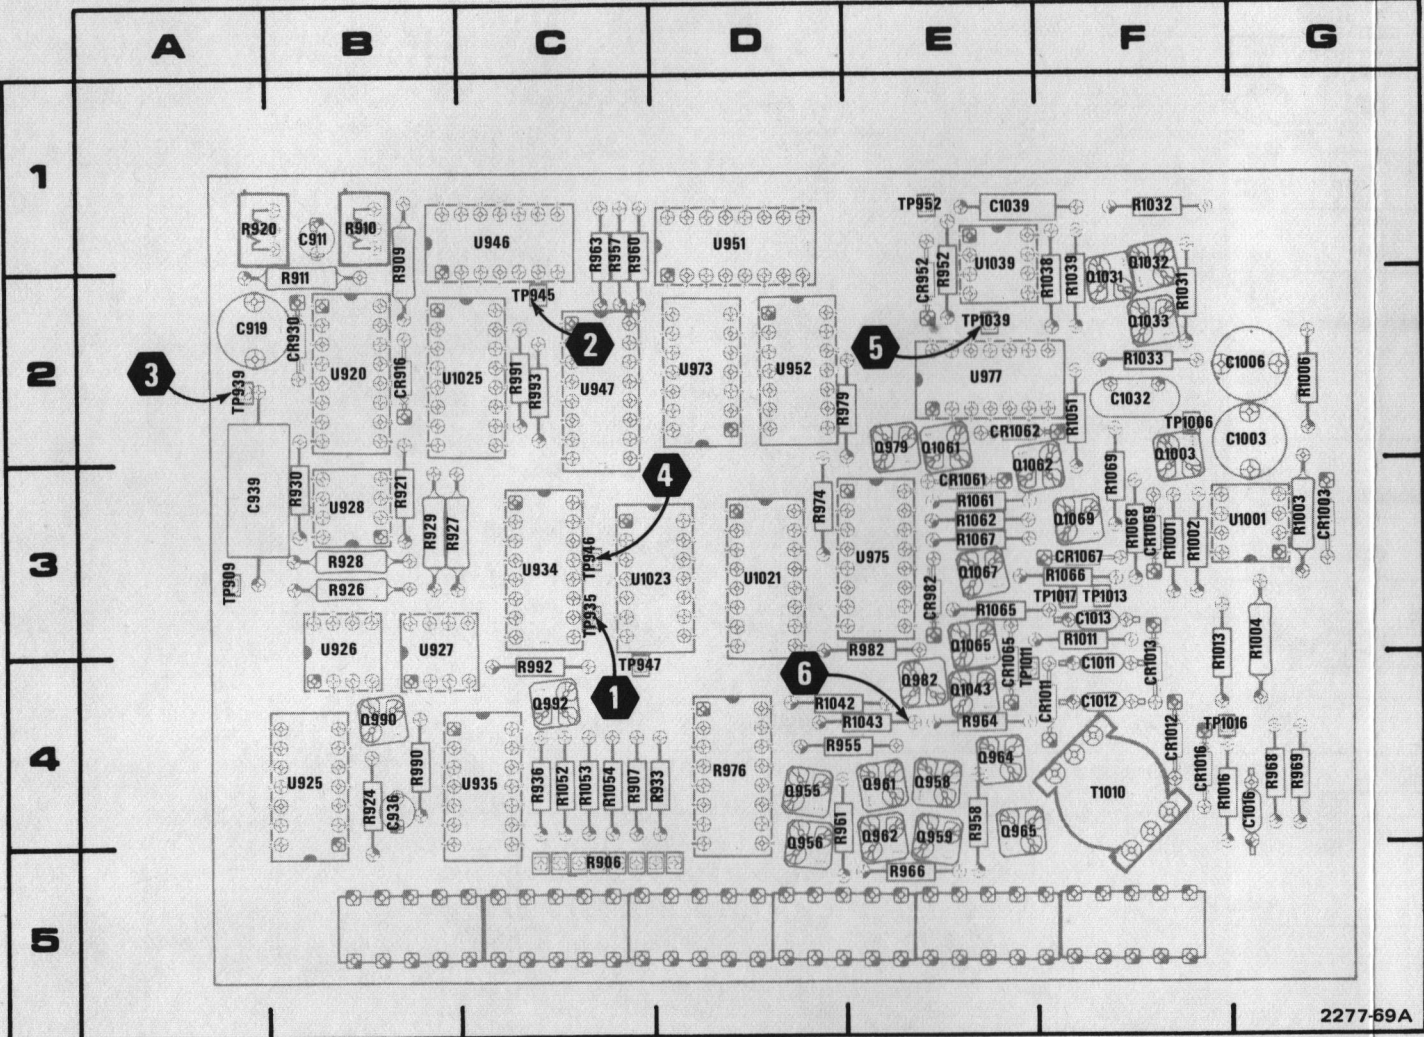 A B C D E F G
1
TP952 C1039 R1032
R920 C911 R910 R909 U946 R963 R957 R960 U951
CR952 R952 U1039 R1038 R1039 Q1031 Q1032 R1031
R911
TP945
C919 CR930 TP1039 Q1033
2 5
R1033
3 2
U920 CR916 U1025 R991 R993 U947 U973 U952 U977 C1006 R1006
TP939 R979 C1032 R1051
TP1006
CR1062 C1003
Q979 Q1061 Q1062 Q1003
4
R1069
CR1061
C939 R930 U928 R921 R929 R927 R974 R1061
R1062 Q1069 R1068 CR1069 R1001 R1002 U1001 R1003 CR1003
R1067
2
3
R928 U934 TP946 U1023 U1021 U975 CR1067
Q1067 R1066
TP909 R926 CR982 TP1017 TP1013
TP935 R1065 C1013
R1011
U926 U927 R982 Q1065 CR1065 TP1011 C1011 CR1013 R1013 R1004
R992 TP947
6
1
Q992 Q982 Q1043 CR1011 C1012
R1042
Q990 R1043 R964 CR1012 TP1016
R955
4
U925 R924 C936 R990 U935 R936 R1052 R1053 R1054 R907 R933 R976 Q964 CR1016 R1016 C1016 R968 R969
Q955 Q961 Q958 T1010
R961 R958 Q965
Q956 Q962 Q959
R906 R966
5
2277-69A